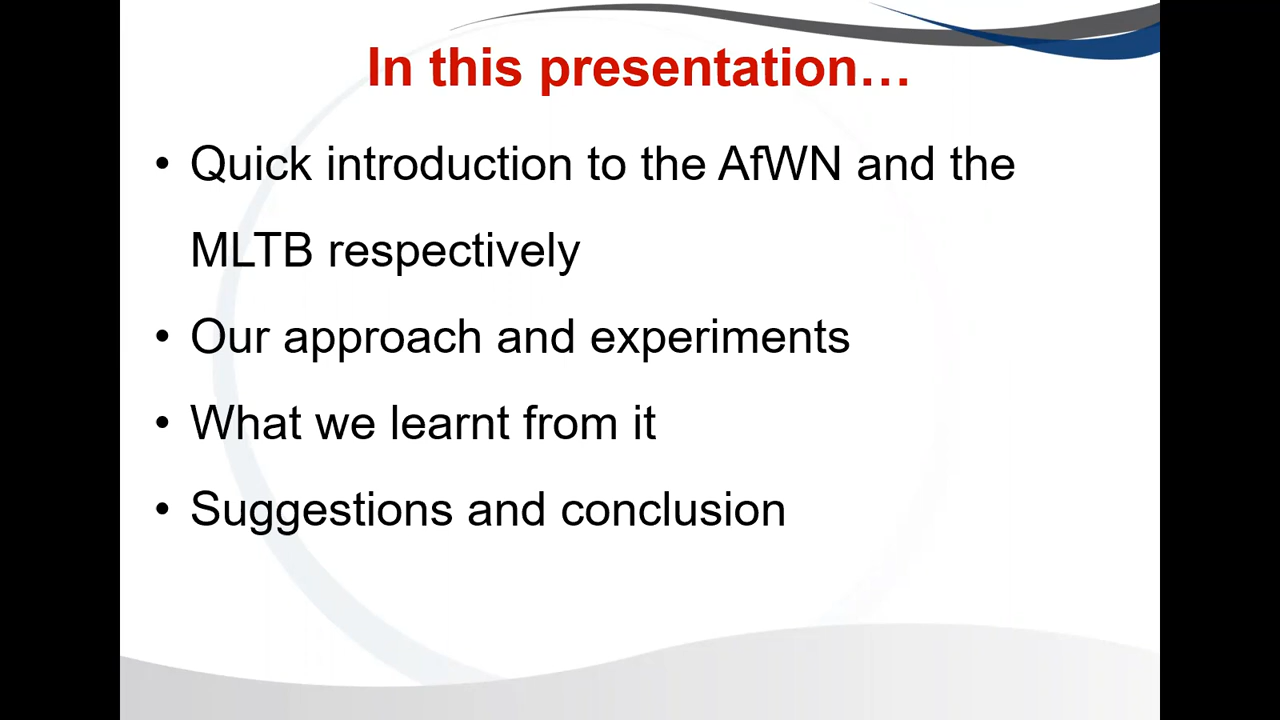 In this presentation…
• Quick introduction to the AfWN and the
MLTB respectively
• Our approach and experiments
• What we learnt from it
• Suggestions and conclusion